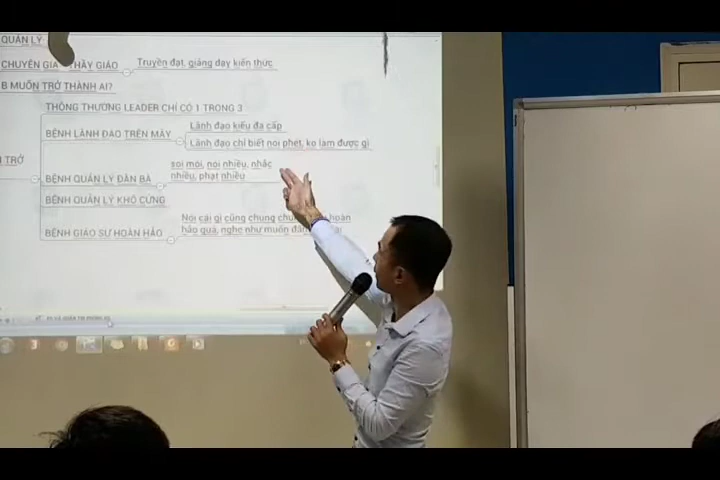 QUẢN LÝ
CHUYÊN GIA - THẦY GIÁO
Truyền đạt, giảng dạy kiến thức
B MUỐN TRỞ THÀNH AI?
THÔNG THƯỜNG LEADER CHỈ CÓ 1 TRONG 3
BỆNH LÃNH ĐẠO TRÊN MÂY
Lãnh đạo kiểu đa cấp
Lãnh đạo chỉ biết nói phét, ko làm được gì
TRỞ
BỆNH QUẢN LÝ ĐÀN BÀ
soi mói, nói nhiều, nhắc
nhiều, phạt nhiều
BỆNH QUẢN LÝ KHÔ CỨNG
BỆNH GIÁO SƯ HOÀN HẢO
Nói cái gì cũng chung chung
hoàn
hảo quá, nghe như muốn